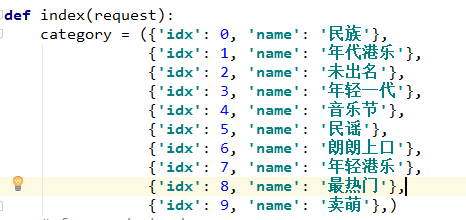 def index(request):
category = ({'idx': 0, 'name': '民族'},
{'idx': 1, 'name': '年代港乐'},
{'idx': 2, 'name': '未出名'},
{'idx': 3, 'name': '年轻一代'},
{'idx': 4, 'name': '音乐节'},
{'idx': 5, 'name': '民谣'},
{'idx': 6, 'name': '朗朗上口'},
{'idx': 7, 'name': '年轻港乐'},
{'idx': 8, 'name': '最热门'},
{'idx': 9, 'name': '卖萌'},)